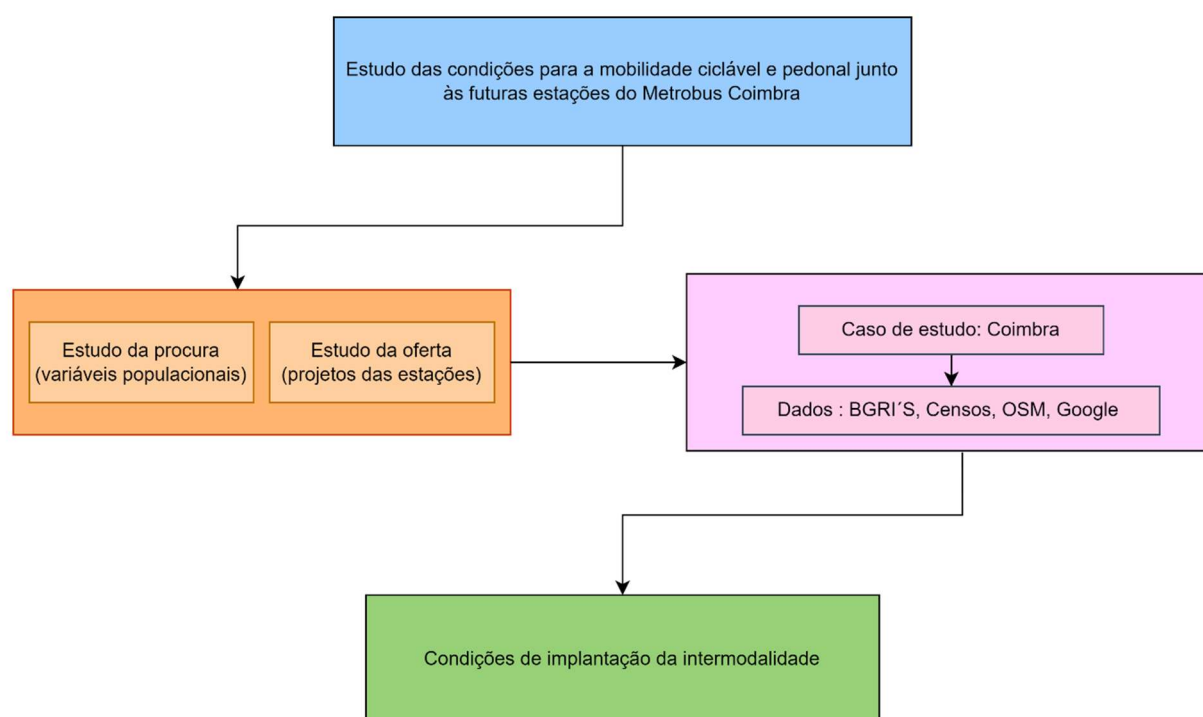 Estudo das condições para a mobilidade ciclável e pedonal junto
às futuras estações do Metrobus Coimbra
Estudo da procura
(variáveis populacionais)
Estudo da oferta
(projetos das estações)
Caso de estudo: Coimbra
Dados : BGRI´S, Censos, OSM, Google
Condições de implantação da intermodalidade